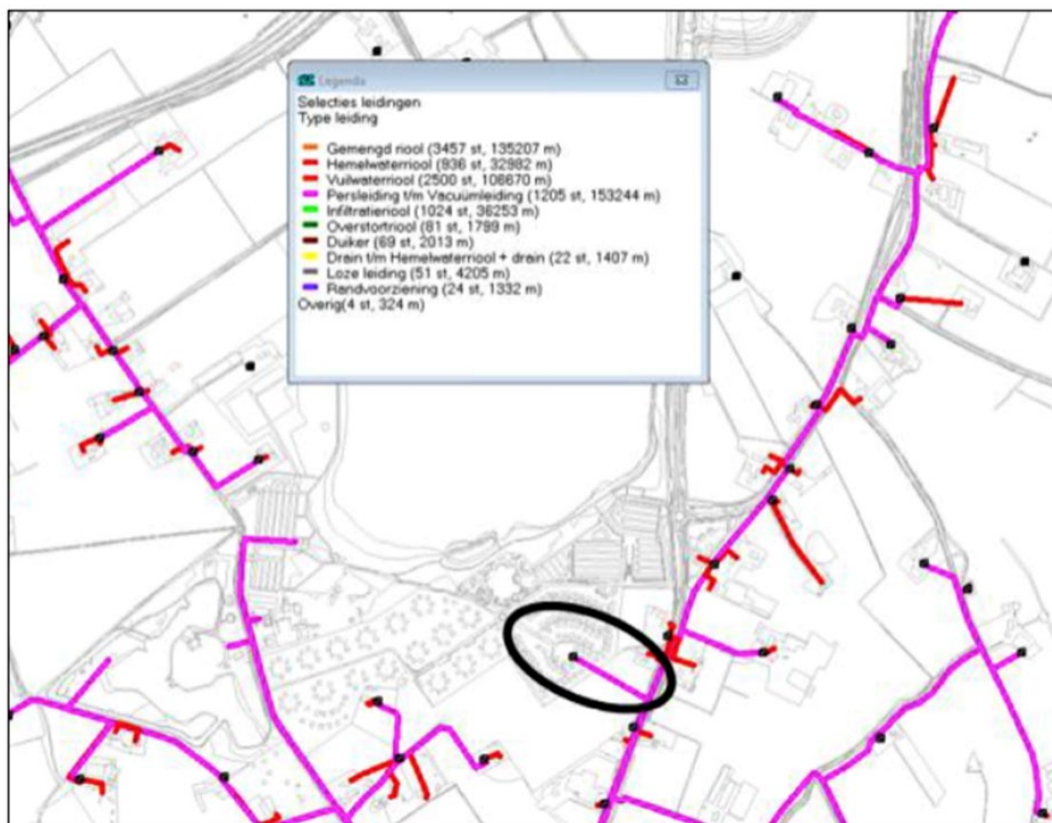 Legenda
Selecties leidingen
Type leiding
Gemengd riool (3457 st, 135207 m)
Hemelwaterriool (836 st, 32982 m)
Vuilwaterriool (2500 st, 106670 m)
Persleiding t/m Vacuümleiding (1205 st, 153244 m)
Infiltratieriool (1024 st, 36253 m)
Overstortriool (81 st, 1799 m)
Duiker (69 st, 2013 m)
Drain t/m Hemelwaterriool + drain (22 st, 1407 m)
Loze leiding (51 st, 4205 m)
Randvoorziening (24 st, 1332 m)
Overig(4 st, 324 m)